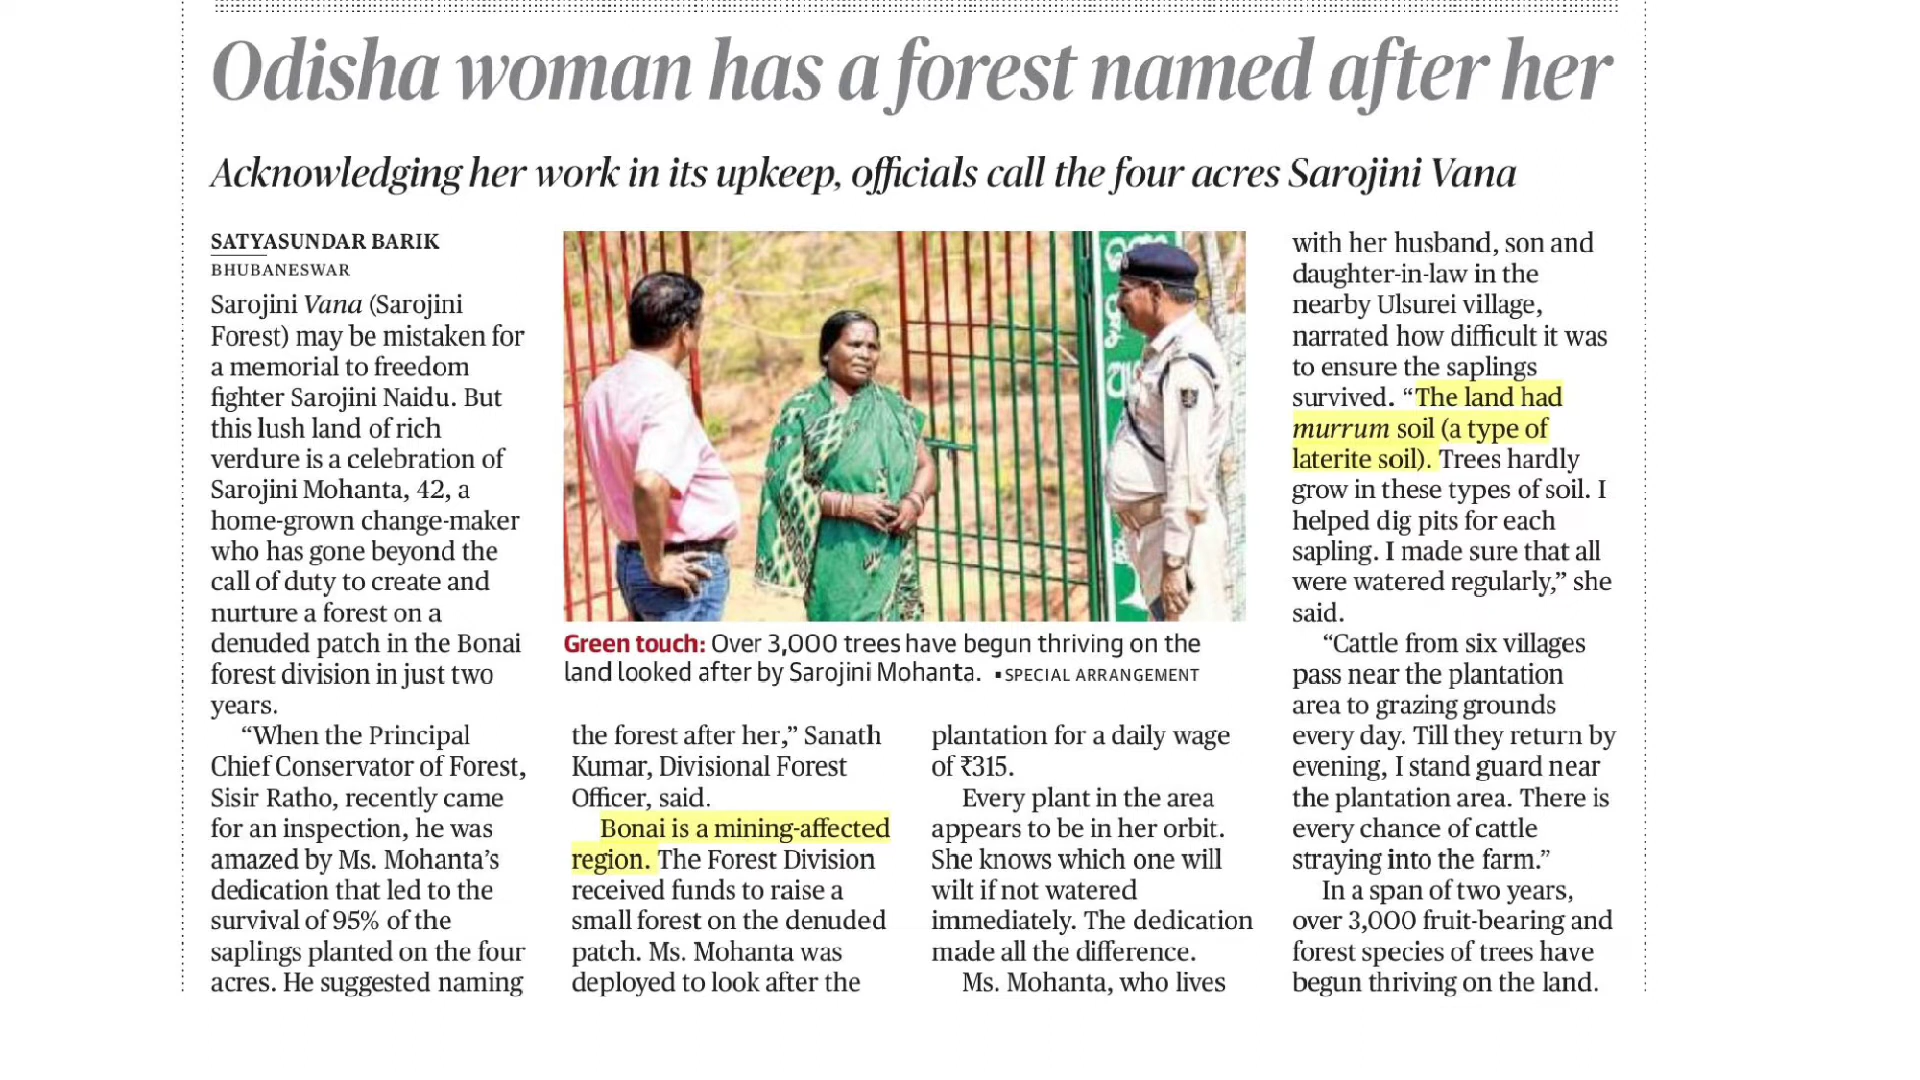 Odisha woman has a forest named after her
Acknowledging her work in its upkeep, officials call the four acres Sarojini Vana
SATYASUNDAR BARIK
BHUBANESWAR
Sarojini Vana (Sarojini
Forest) may be mistaken for
a memorial to freedom
fighter Sarojini Naidu. But
this lush land of rich
verdure is a celebration of
Sarojini Mohanta, 42, a
home-grown change-maker
who has gone beyond the
call of duty to create and
nurture a forest on a
denuded patch in the Bonai
forest division in just two
years.
“When the Principal
Chief Conservator of Forest,
Sisir Ratho, recently came
for an inspection, he was
amazed by Ms. Mohanta’s
dedication that led to the
survival of 95% of the
saplings planted on the four
acres. He suggested naming
Green touch: Over 3,000 trees have begun thriving on the
land looked after by Sarojini Mohanta. ▪ SPECIAL ARRANGEMENT
the forest after her,” Sanath
Kumar, Divisional Forest
Officer, said.
Bonai is a mining-affected
region. The Forest Division
received funds to raise a
small forest on the denuded
patch. Ms. Mohanta was
deployed to look after the
plantation for a daily wage
of ₹315.
Every plant in the area
appears to be in her orbit.
She knows which one will
wilt if not watered
immediately. The dedication
made all the difference.
Ms. Mohanta, who lives
with her husband, son and
daughter-in-law in the
nearby Ulsurei village,
narrated how difficult it was
to ensure the saplings
survived. “The land had
murrum soil (a type of
laterite soil). Trees hardly
grow in these types of soil. I
helped dig pits for each
sapling. I made sure that all
were watered regularly,” she
said.
“Cattle from six villages
pass near the plantation
area to grazing grounds
every day. Till they return by
evening, I stand guard near
the plantation area. There is
every chance of cattle
straying into the farm.”
In a span of two years,
over 3,000 fruit-bearing and
forest species of trees have
begun thriving on the land.